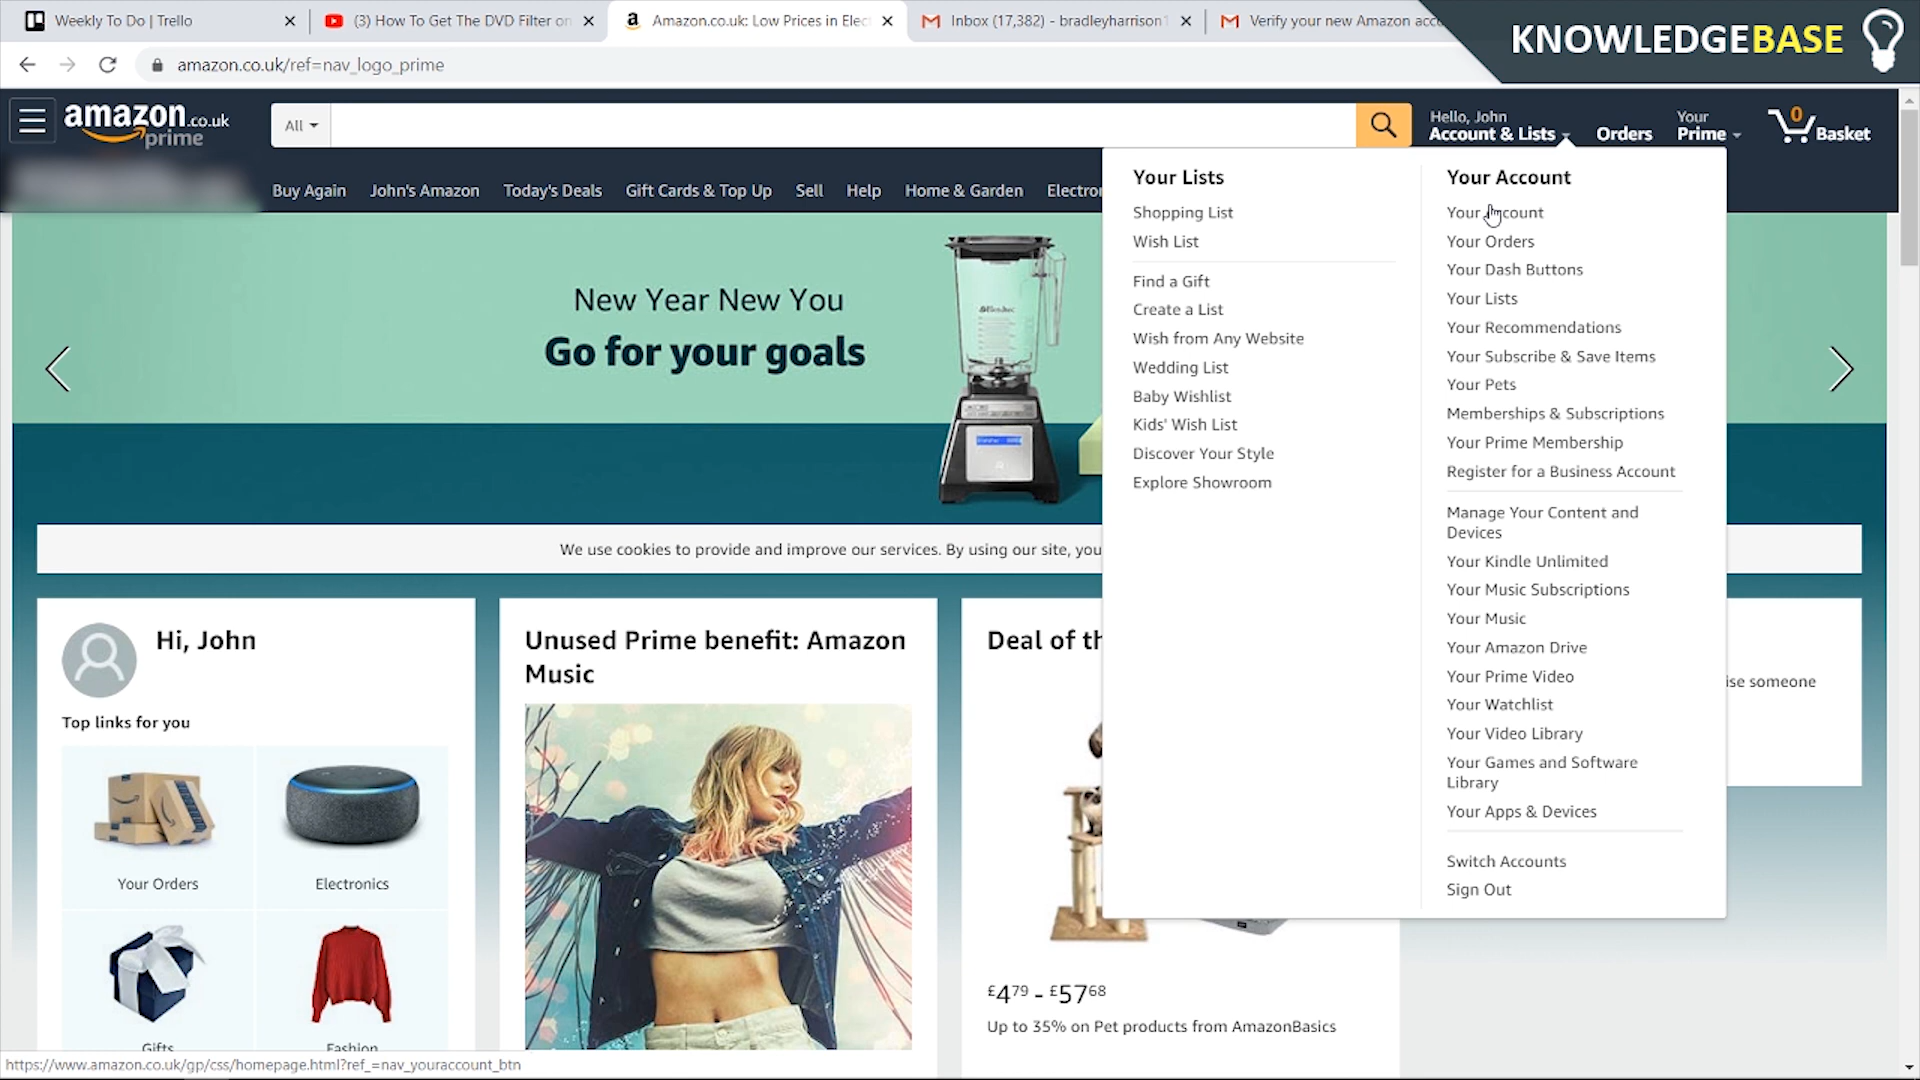 Weekly To Do | Trello
(3) How To Get The DVD Filter on
Amazon.co.uk: Low Prices in Elec
Inbox (17,382) - bradleyharrison1
Verify your new Amazon acco
KNOWLEDGEBASE
amazon.co.uk/ref=nav_logo_prime
amazon.co.uk
prime
All
Hello, John
Account & Lists
Orders
Your
Prime
0
Basket
Buy Again
John's Amazon
Today's Deals
Gift Cards & Top Up
Sell
Help
Home & Garden
Electron
Your Lists
Shopping List
Wish List
Find a Gift
Create a List
Wish from Any Website
Wedding List
Baby Wishlist
Kids' Wish List
Discover Your Style
Explore Showroom
Your Account
Your Account
Your Orders
Your Dash Buttons
Your Lists
Your Recommendations
Your Subscribe & Save Items
Your Pets
Memberships & Subscriptions
Your Prime Membership
Register for a Business Account
Manage Your Content and
Devices
Your Kindle Unlimited
Your Music Subscriptions
Your Music
Your Amazon Drive
Your Prime Video
Your Watchlist
Your Video Library
Your Games and Software
Library
Your Apps & Devices
Switch Accounts
Sign Out
New Year New You
Go for your goals
We use cookies to provide and improve our services. By using our site, you
Hi, John
Top links for you
Your Orders
Electronics
Gifts
Fashion
Unused Prime benefit: Amazon
Music
Deal of th
ise someone
£479 - £5768
Up to 35% on Pet products from AmazonBasics
https://www.amazon.co.uk/gp/css/homepage.html?ref_=nav_youraccount_btn